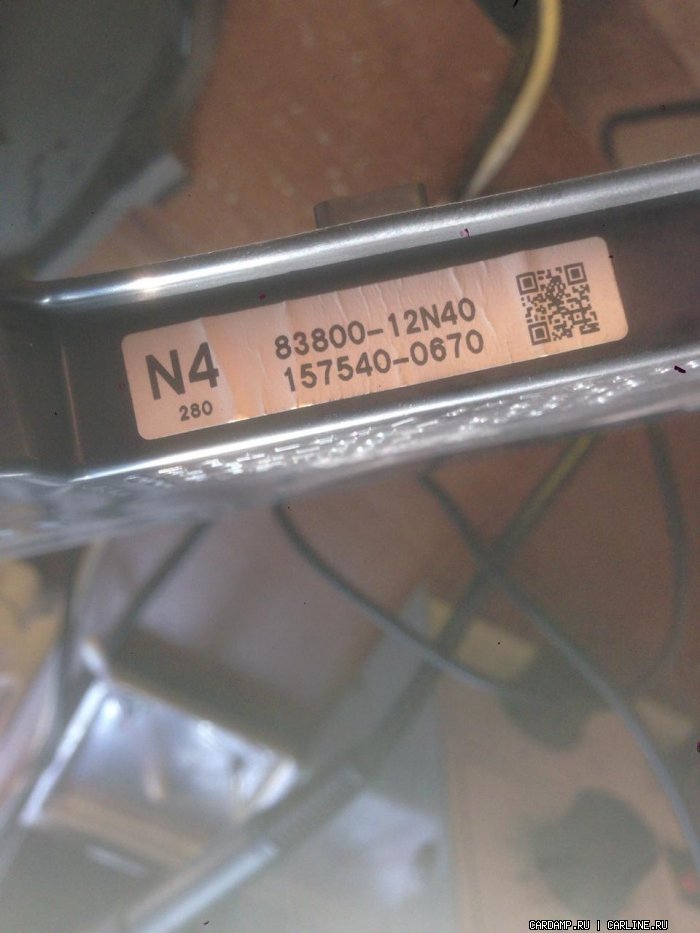 N4
280
83800-12N40
157540-0670
CARDAMP.RU | CARLINE.RU